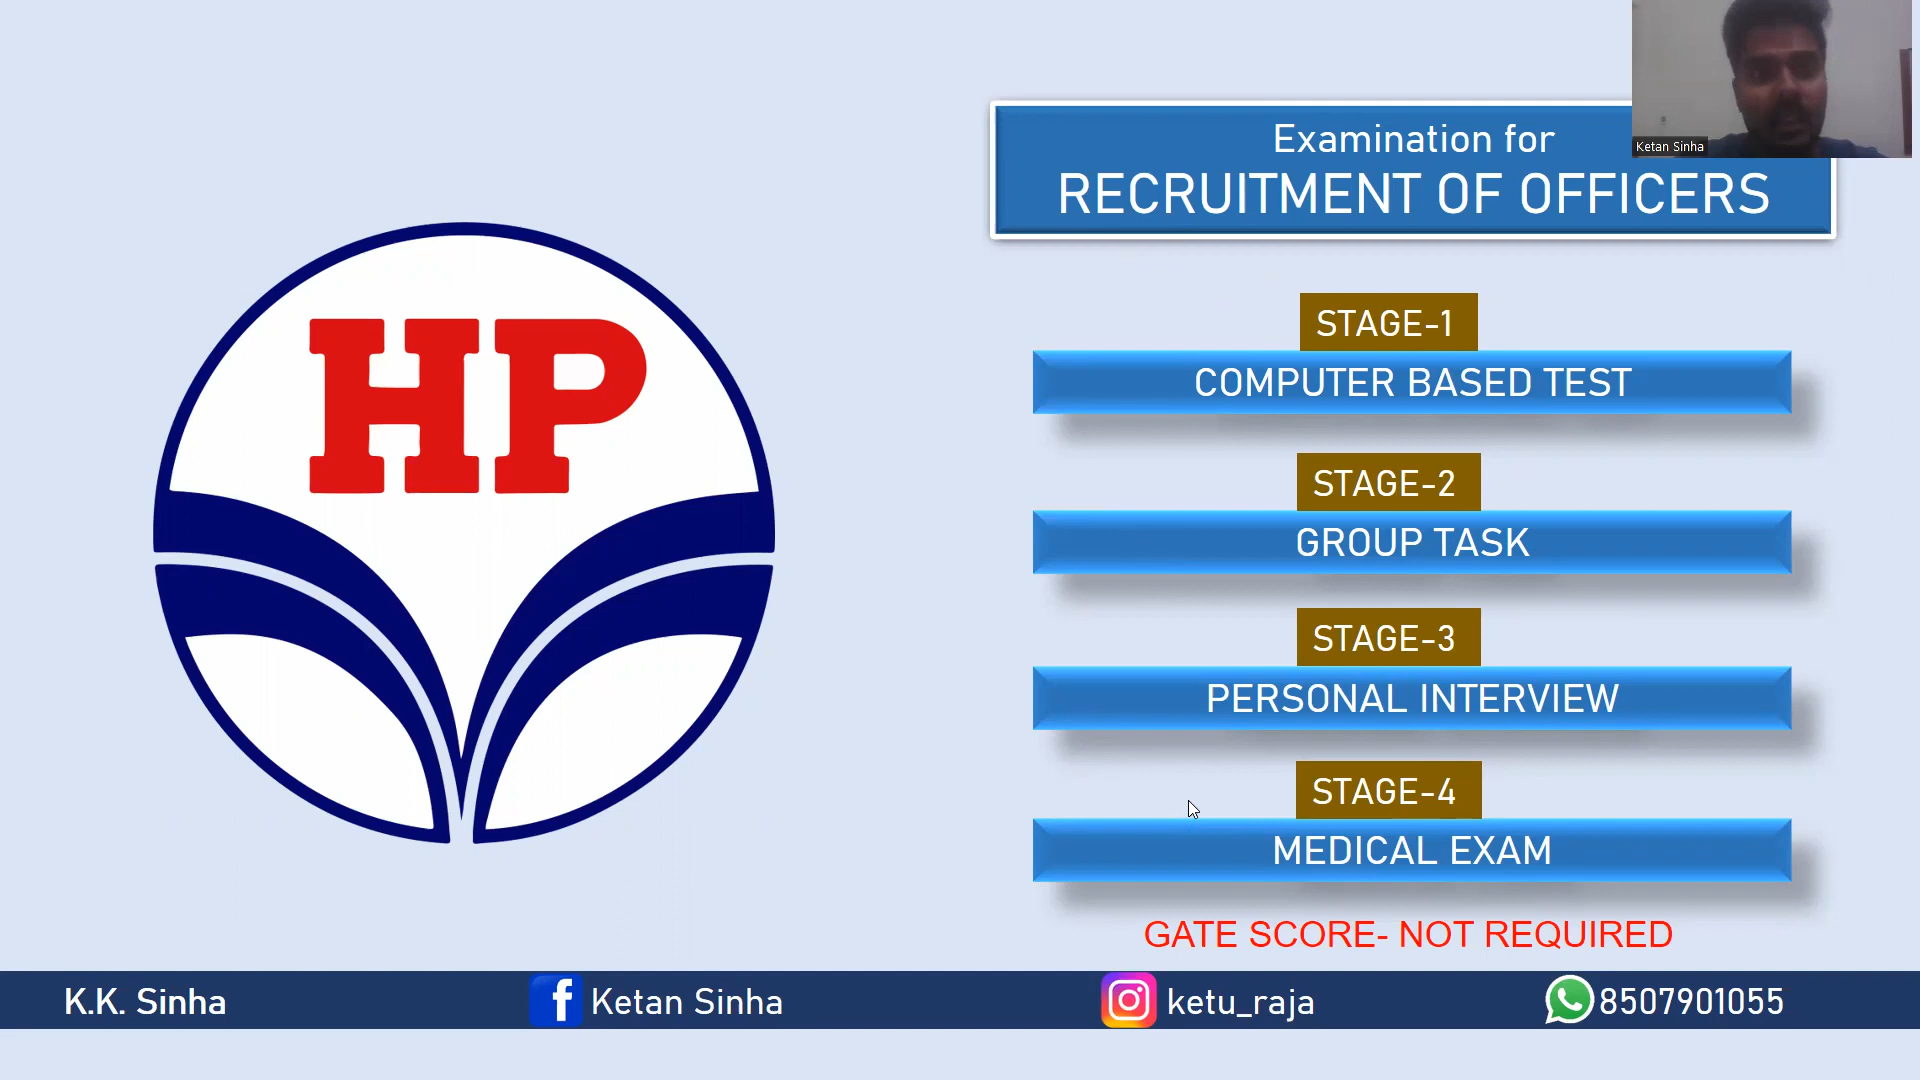 HP
Examination for
RECRUITMENT OF OFFICERS
Ketan Sinha
STAGE-1
COMPUTER BASED TEST
STAGE-2
GROUP TASK
STAGE-3
PERSONAL INTERVIEW
STAGE-4
MEDICAL EXAM
GATE SCORE- NOT REQUIRED
K.K. Sinha
Ketan Sinha
ketu_raja
8507901055